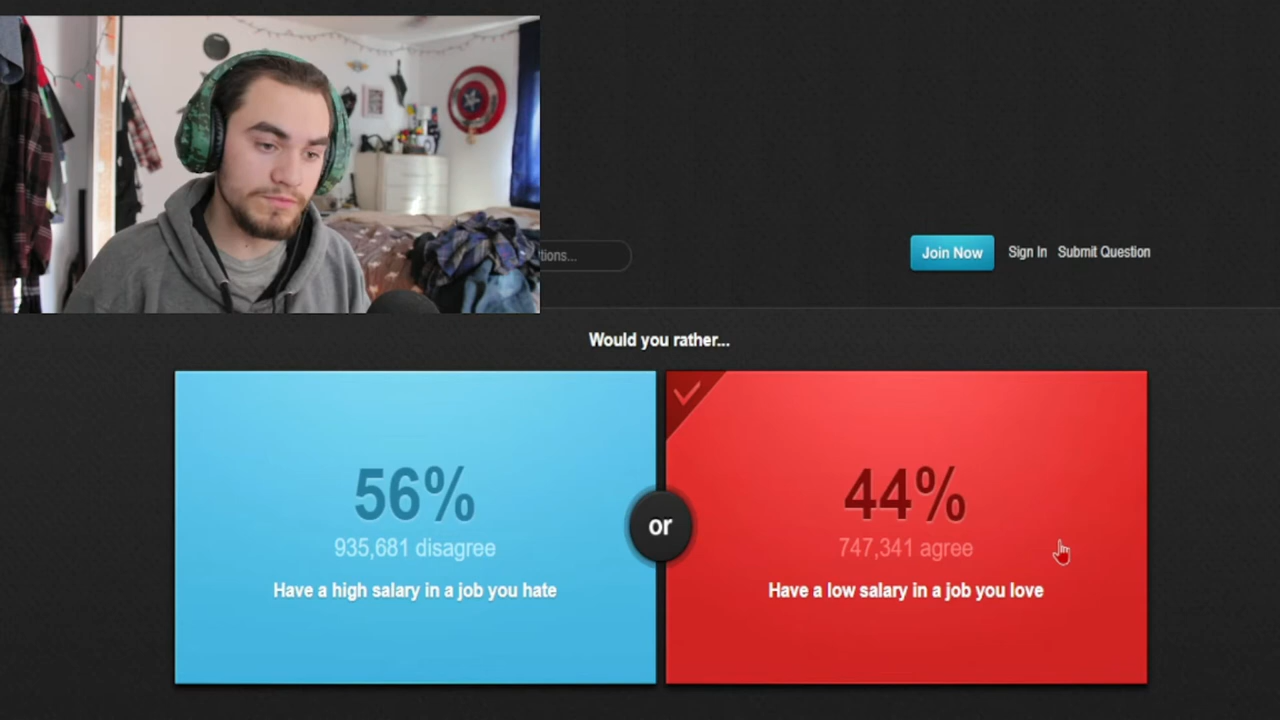 tions...
Join Now
Sign In
Submit Question
Would you rather...
56%
935,681 disagree
Have a high salary in a job you hate
or
44%
747,341 agree
Have a low salary in a job you love